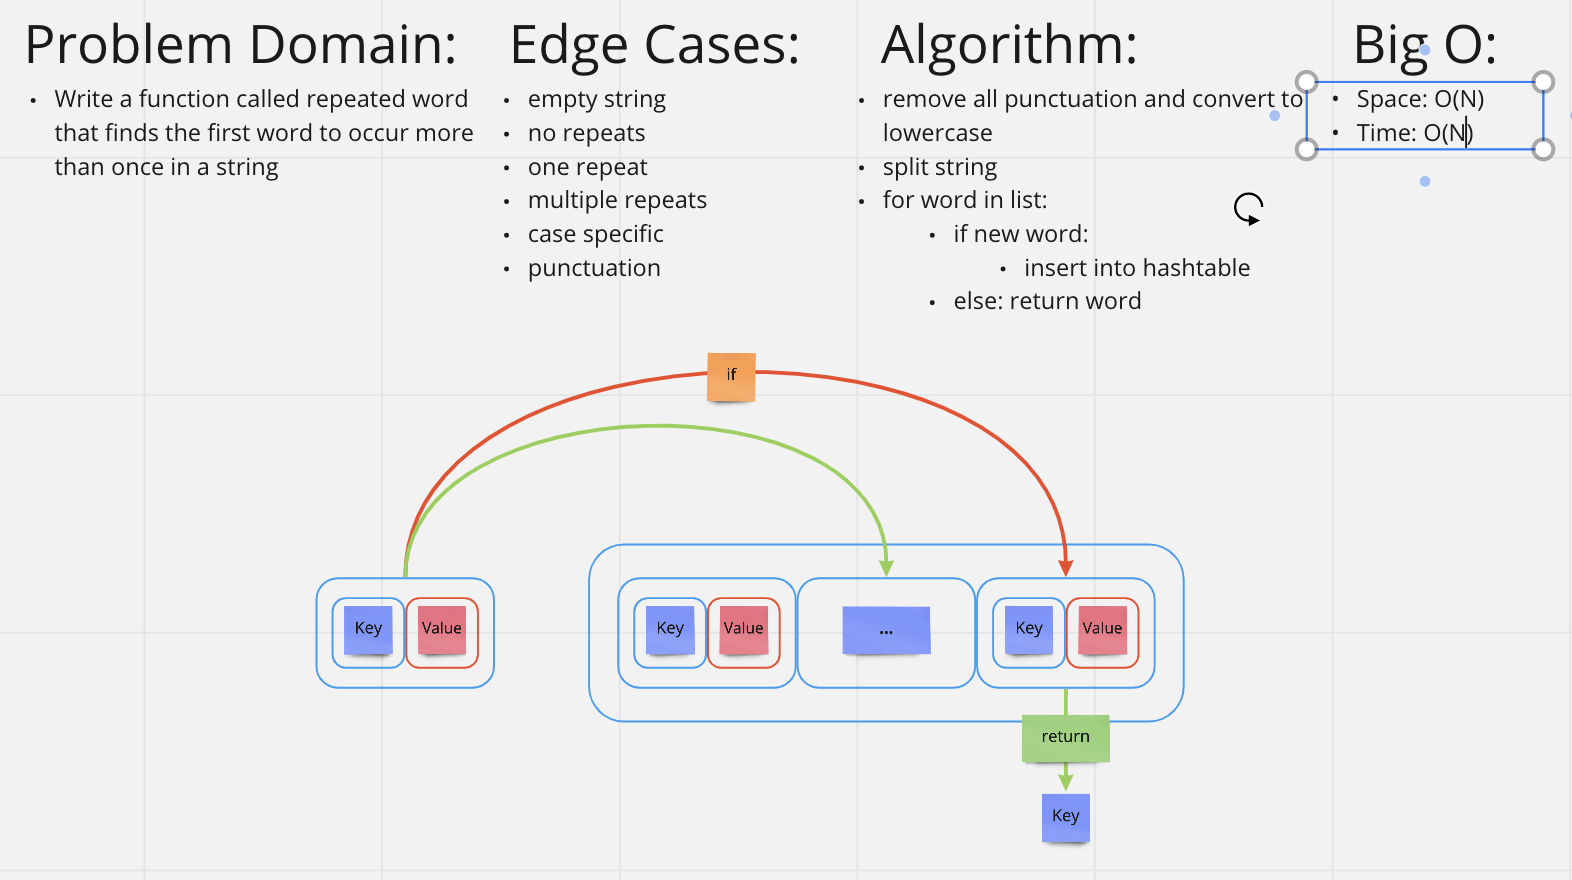 Problem Domain:
• Write a function called repeated word
that finds the first word to occur more
than once in a string
Edge Cases:
• empty string
• no repeats
• one repeat
• multiple repeats
• case specific
• punctuation
Algorithm:
• remove all punctuation and convert to
lowercase
• split string
• for word in list:
• if new word:
• insert into hashtable
• else: return word
Big O:
• Space: O(N)
• Time: O(N)
if
Key Value
Key Value ... Key Value
return
Key